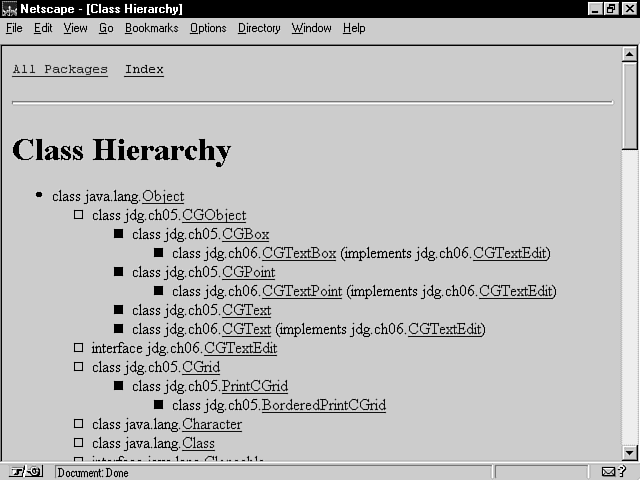 Netscape - [Class Hierarchy]
File Edit View Go Bookmarks Options Directory Window Help
All Packages Index
Class Hierarchy
class java.lang.Object
class jdg.ch05.CGObject
class jdg.ch05.CGBox
class jdg.ch06.CGTextBox (implements jdg.ch06.CGTextEdit)
class jdg.ch05.CGPoint
class jdg.ch06.CGTextPoint (implements jdg.ch06.CGTextEdit)
class jdg.ch05.CGText
class jdg.ch06.CGText (implements jdg.ch06.CGTextEdit)
interface jdg.ch06.CGTextEdit
class jdg.ch05.CGrid
class jdg.ch05.PrintCGrid
class jdg.ch05.BorderedPrintCGrid
class java.lang.Character
class java.lang.Class
interface java.lang.Cloneable
Document: Done
?